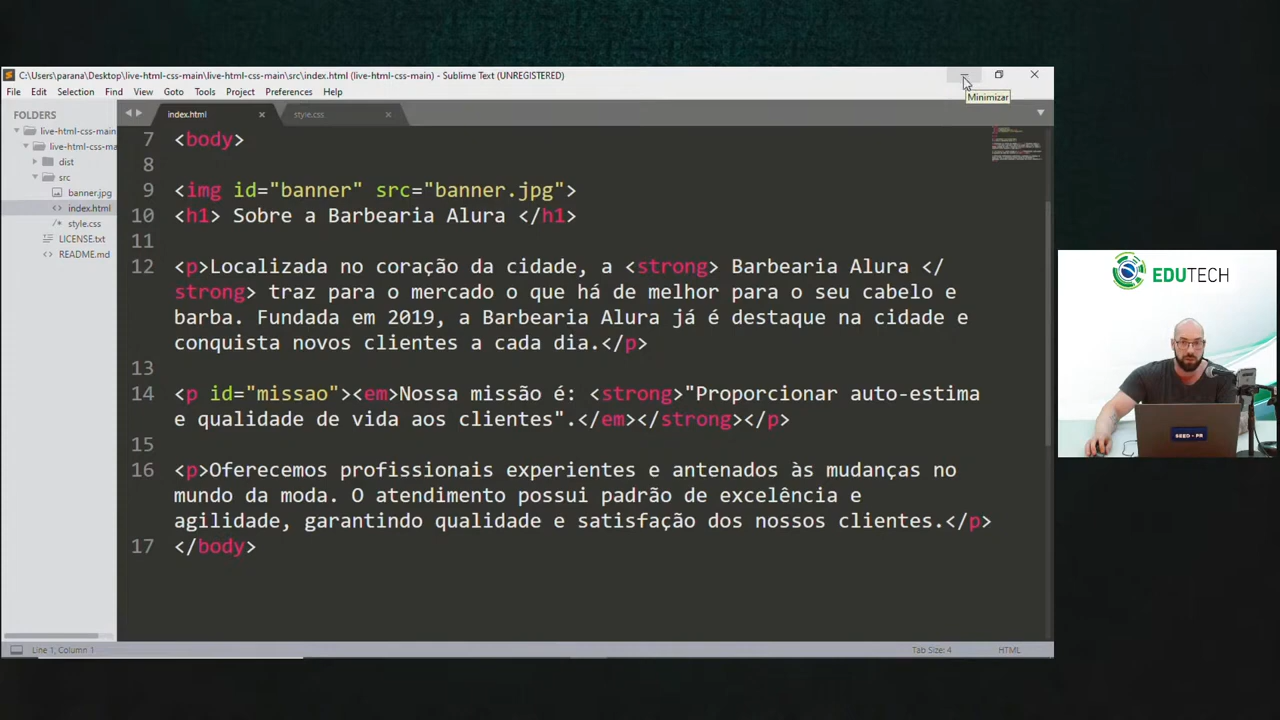 C:\Users\parana\Desktop\live-html-css-main\live-html-css-main\src\index.html (live-html-css-main) - Sublime Text (UNREGISTERED)
File Edit Selection Find View Goto Tools Project Preferences Help
Minimizar
FOLDERS
live-html-css-main
live-html-css-ma
dist
src
banner.jpg
index.html
style.css
LICENSE.txt
README.md
index.html style.css
7 <body>
8
9 <img id="banner" src="banner.jpg">
10 <h1> Sobre a Barbearia Alura </h1>
11
12 <p>Localizada no coração da cidade, a <strong> Barbearia Alura </
strong> traz para o mercado o que há de melhor para o seu cabelo e
barba. Fundada em 2019, a Barbearia Alura já é destaque na cidade e
conquista novos clientes a cada dia.</p>
13
14 <p id="missao"><em>Nossa missão é: <strong>"Proporcionar auto-estima
e qualidade de vida aos clientes".</em></strong></p>
15
16 <p>Oferecemos profissionais experientes e antenados às mudanças no
mundo da moda. O atendimento possui padrão de excelência e
agilidade, garantindo qualidade e satisfação dos nossos clientes.</p>
17 </body>
Line 1, Column 1
Tab Size: 4 HTML
EDUTECH
SEED-PR